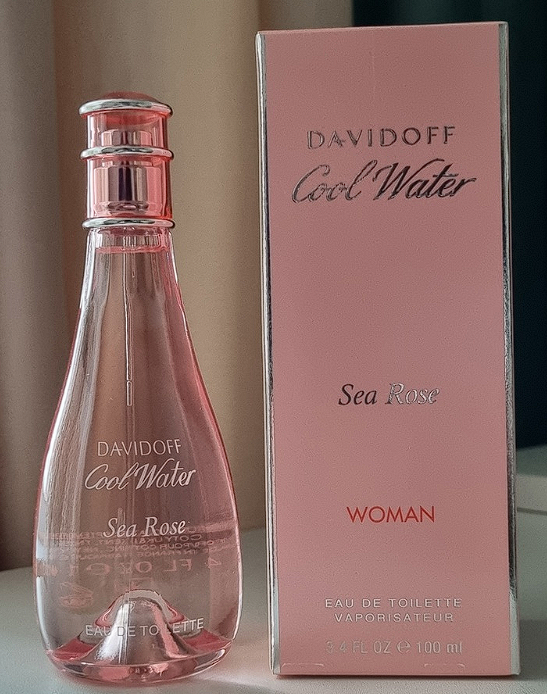 DAVIDOFF
Cool Water
Sea Rose
EAU DE TOILETTE
DAVIDOFF
Cool Water
Sea Rose
WOMAN
EAU DE TOILETTE
VAPORISATEUR
3.4 FL OZ e 100 ml